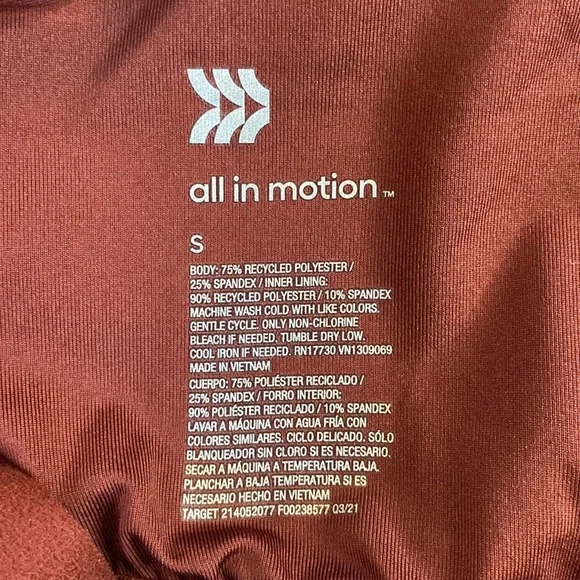 all in motion™
S
BODY: 75% RECYCLED POLYESTER /
25% SPANDEX / INNER LINING:
90% RECYCLED POLYESTER / 10% SPANDEX
MACHINE WASH COLD WITH LIKE COLORS.
GENTLE CYCLE. ONLY NON-CHLORINE
BLEACH IF NEEDED. TUMBLE DRY LOW.
COOL IRON IF NEEDED. RN17730 VN1309069
MADE IN VIETNAM
CUERPO: 75% POLIÉSTER RECICLADO /
25% SPANDEX / FORRO INTERIOR:
90% POLIÉSTER RECICLADO / 10% SPANDEX
LAVAR A MÁQUINA CON AGUA FRÍA CON
COLORES SIMILARES. CICLO DELICADO. SÓLO
BLANQUEADOR SIN CLORO SI ES NECESARIO.
SECAR A MÁQUINA A TEMPERATURA BAJA.
PLANCHAR A BAJA TEMPERATURA SI ES
NECESARIO HECHO EN VIETNAM
TARGET 214052077 F00238577 03/21